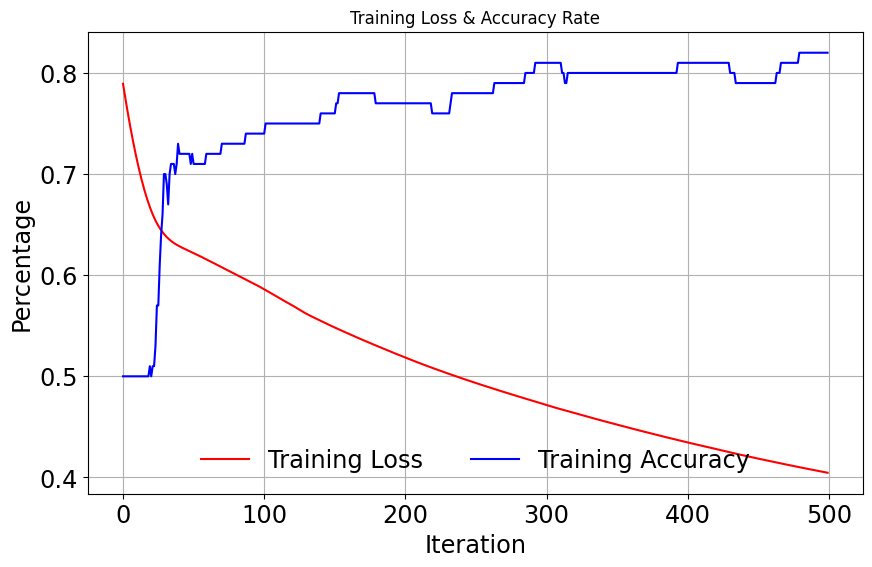 Training Loss & Accuracy Rate
Percentage
0.8
0.7
0.6
0.5
0.4
Training Loss Training Accuracy
0 100 200 300 400 500
Iteration